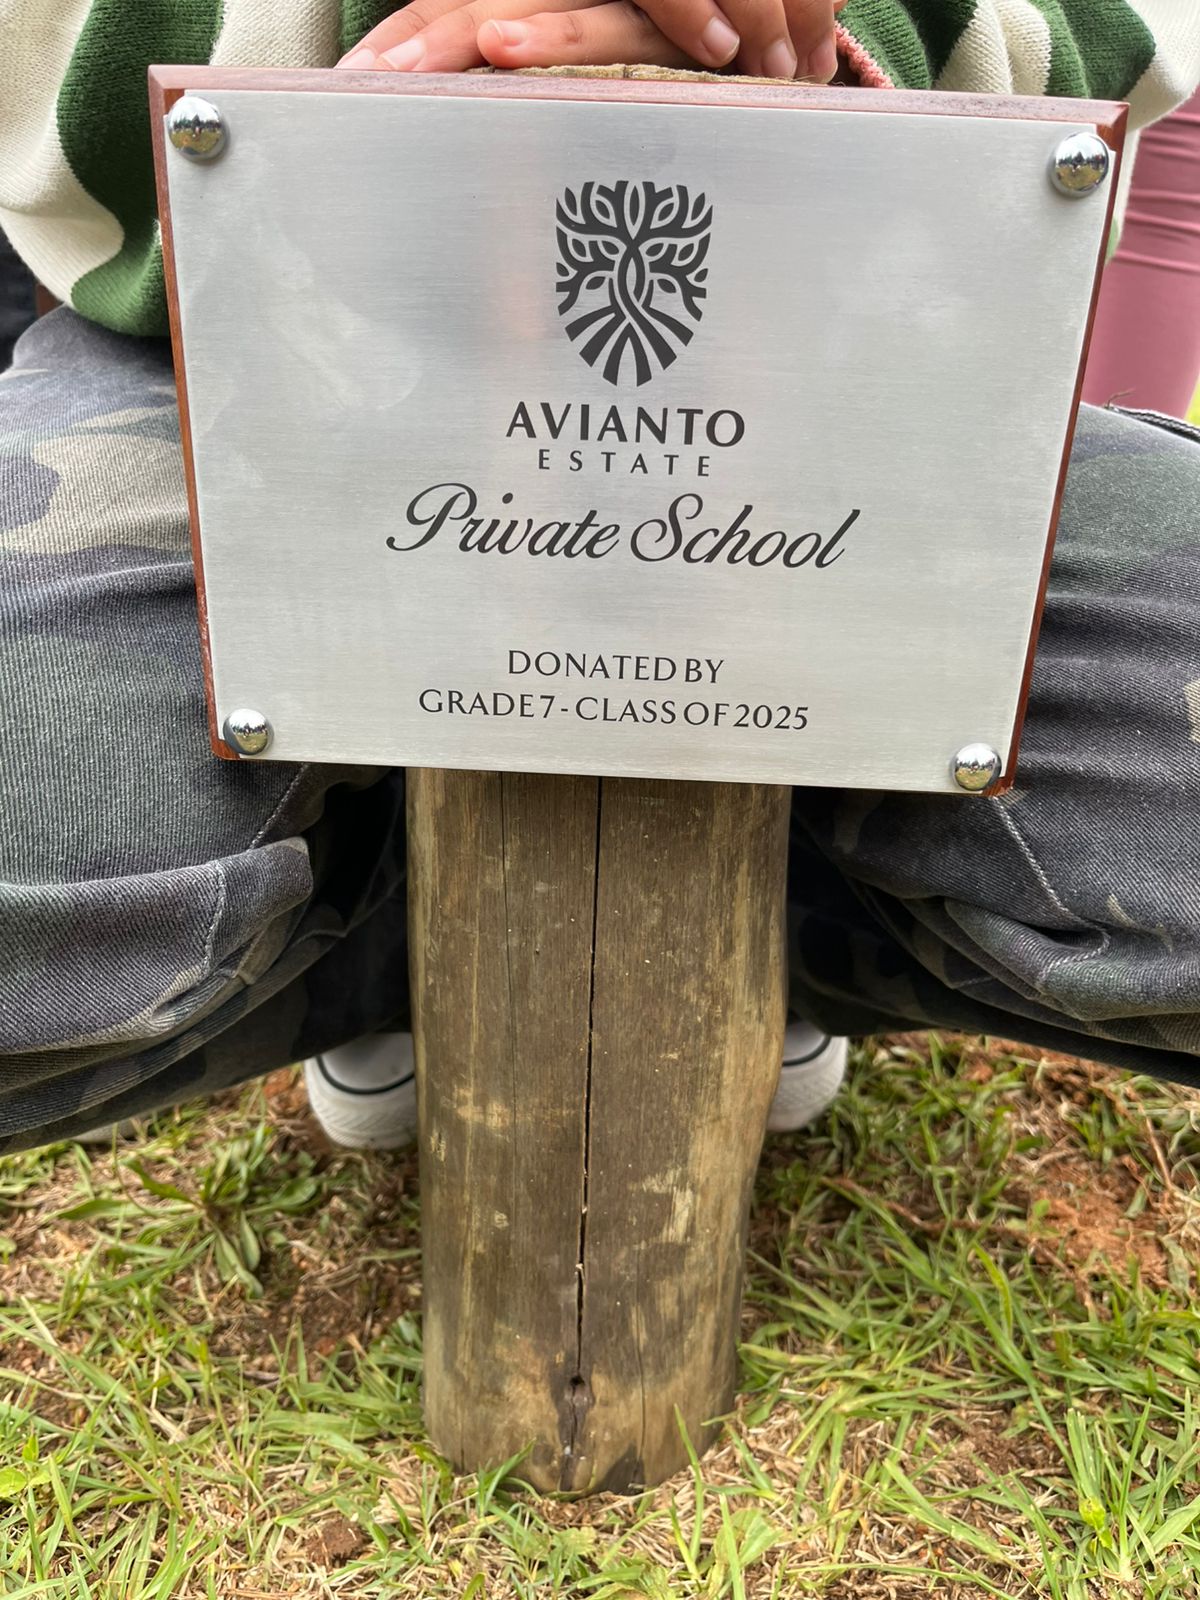 AVIANTO
ESTATE
Private School
DONATED BY
GRADE 7 - CLASS OF 2025